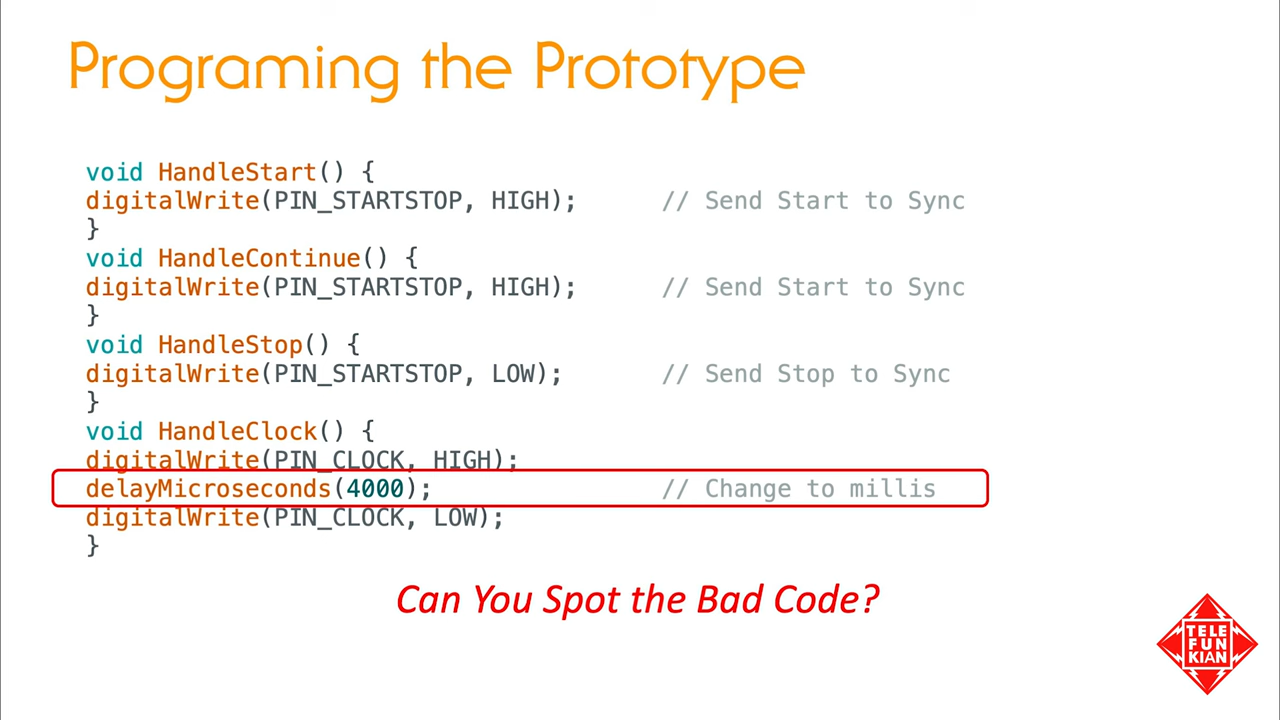 Programing the Prototype
void HandleStart() {
digitalWrite(PIN_STARTSTOP, HIGH);      // Send Start to Sync
}
void HandleContinue() {
digitalWrite(PIN_STARTSTOP, HIGH);      // Send Start to Sync
}
void HandleStop() {
digitalWrite(PIN_STARTSTOP, LOW);       // Send Stop to Sync
}
void HandleClock() {
digitalWrite(PIN_CLOCK, HIGH);
delayMicroseconds(4000);                // Change to millis
digitalWrite(PIN_CLOCK, LOW);
}
Can You Spot the Bad Code?
TELE
FUN
KIAN